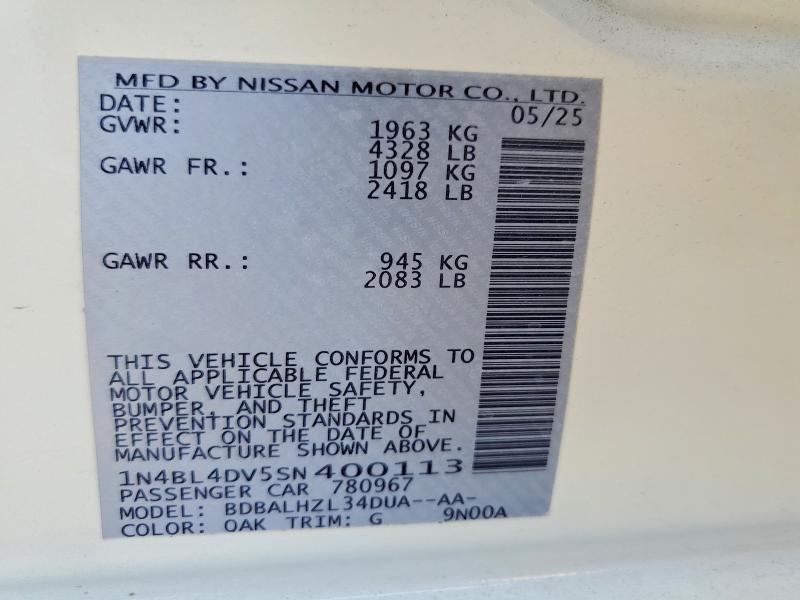 MFD BY NISSAN MOTOR CO., LTD.
DATE: 05/25
GVWR: 1963 KG
4328 LB
GAWR FR.: 1097 KG
2418 LB
GAWR RR.: 945 KG
2083 LB
THIS VEHICLE CONFORMS TO
ALL APPLICABLE FEDERAL
MOTOR VEHICLE SAFETY,
BUMPER, AND THEFT
PREVENTION STANDARDS IN
EFFECT ON THE DATE OF
MANUFACTURE SHOWN ABOVE.
1N4BL4DV5SN400113
PASSENGER CAR 780967
MODEL: BDBALHZL34DUA--AA-
COLOR: OAK TRIM: G 9N00A